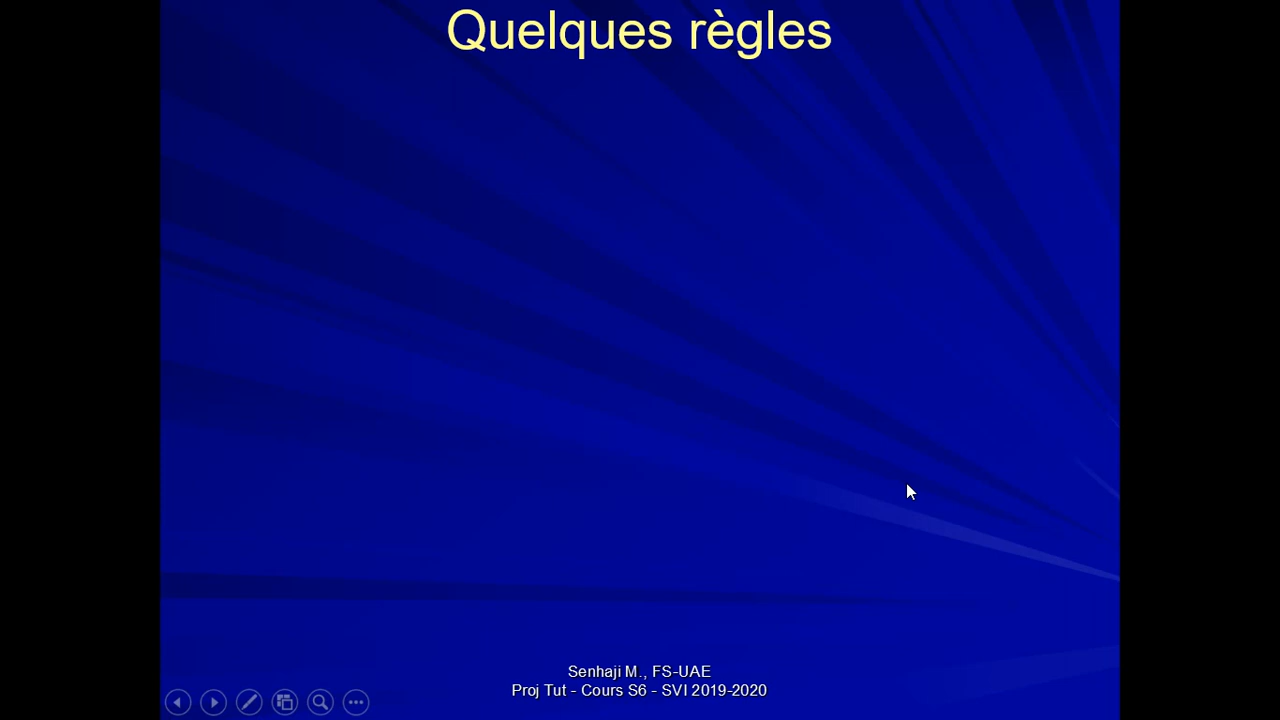 Quelques règles
Senhaji M., FS-UAE
Proj Tut - Cours S6 - SVI 2019-2020